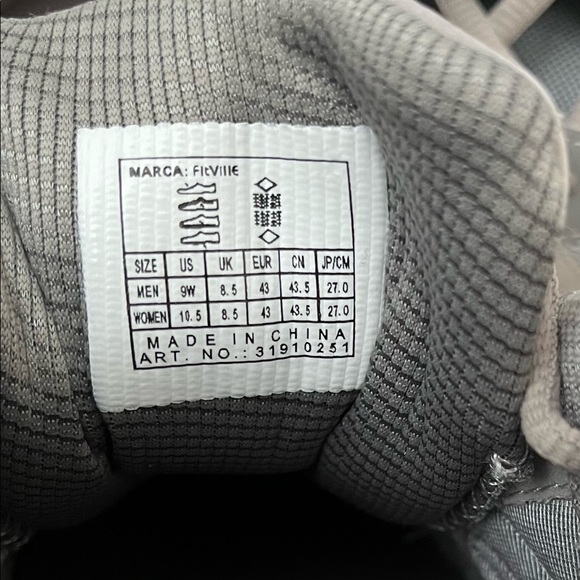 MARCA: FitVille
SIZE US UK EUR CN JP/CM
MEN 9W 8.5 43 43.5 27.0
WOMEN 10.5 8.5 43 43.5 27.0
MADE IN CHINA
ART. NO.: 31910251